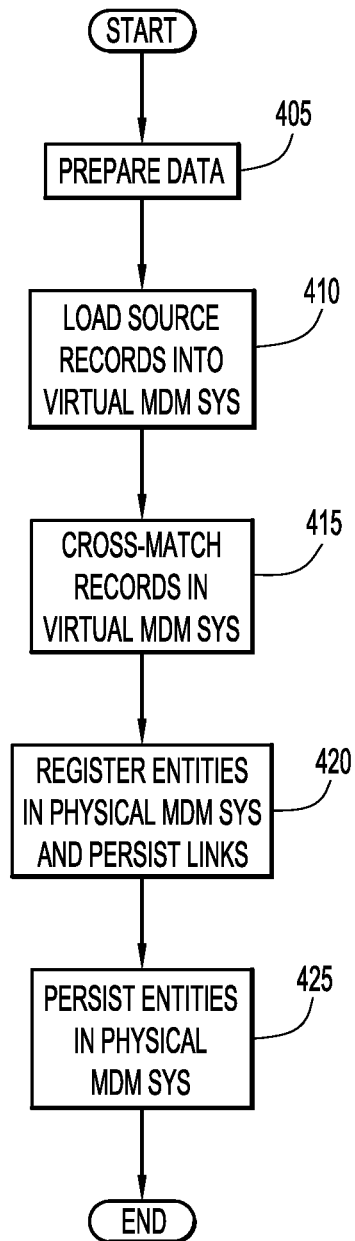 START
405
PREPARE DATA
410
LOAD SOURCE
RECORDS INTO
VIRTUAL MDM SYS
415
CROSS-MATCH
RECORDS IN
VIRTUAL MDM SYS
420
REGISTER ENTITIES
IN PHYSICAL MDM SYS
AND PERSIST LINKS
425
PERSIST ENTITIES
IN PHYSICAL
MDM SYS
END